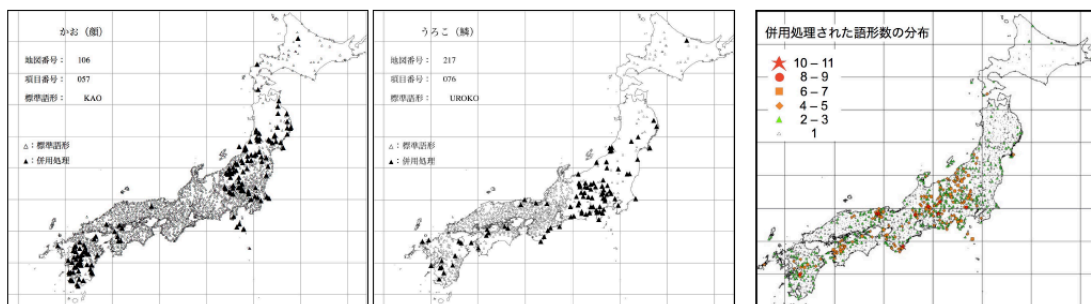 かお（顔）
地図番号： 106
項目番号： 057
標準語形： KAO
△：標準語形
▲：併用処理
うろこ（鱗）
地図番号： 217
項目番号： 076
標準語形： UROKO
△：標準語形
▲：併用処理
併用処理された語形数の分布
10 – 11
8 – 9
6 – 7
4 – 5
2 – 3
1